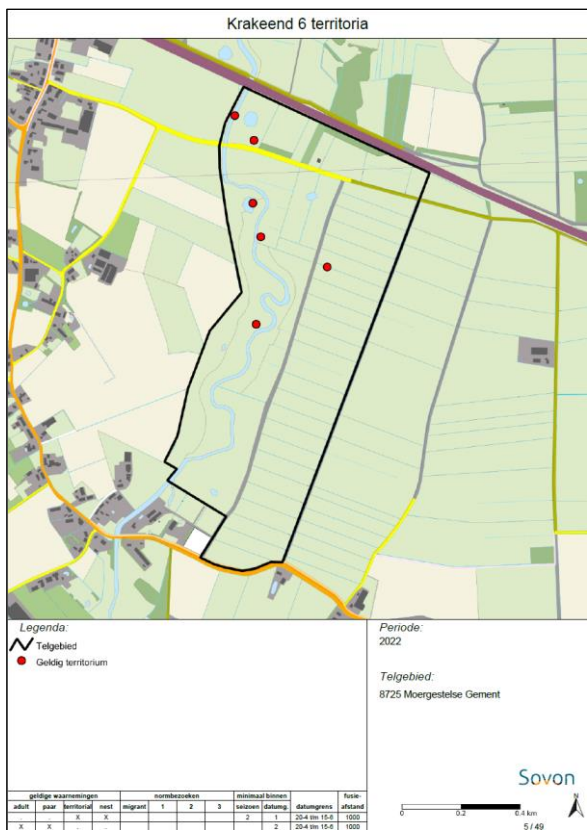 Krakeend 6 territoria
Legenda:
Telgebied
Geldig territorium
Periode:
2022
Telgebied:
8725 Moergestelse Gement
Sovon
0 0.2 0.4 km
5 / 49
geldige waarnemingen normbezoeken minimaal binnen fusie-
adult paar territoriaal nest migrant 1 2 3 seizoen datumg. datumgrens afstand
. . X X . . . . 2 1 20-4 t/m 15-6 1000
X X . . . . . . . 2 20-4 t/m 15-6 1000